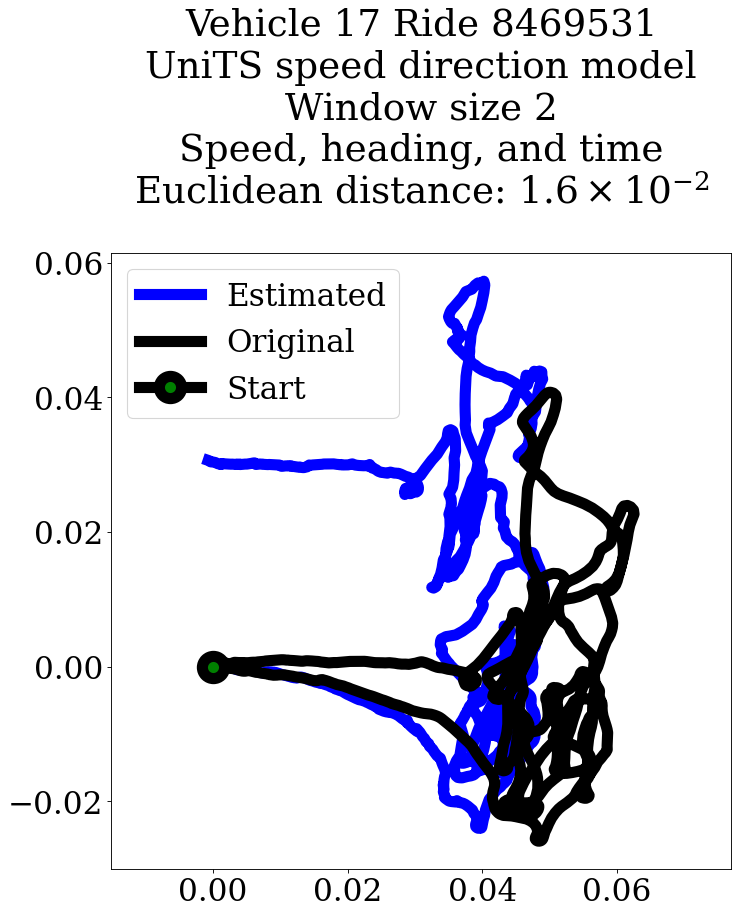 Vehicle 17 Ride 8469531
UniTS speed direction model
Window size 2
Speed, heading, and time
Euclidean distance: 1.6 × 10⁻²
Estimated
Original
Start
0.06
0.04
0.02
0.00
−0.02
0.00 0.02 0.04 0.06